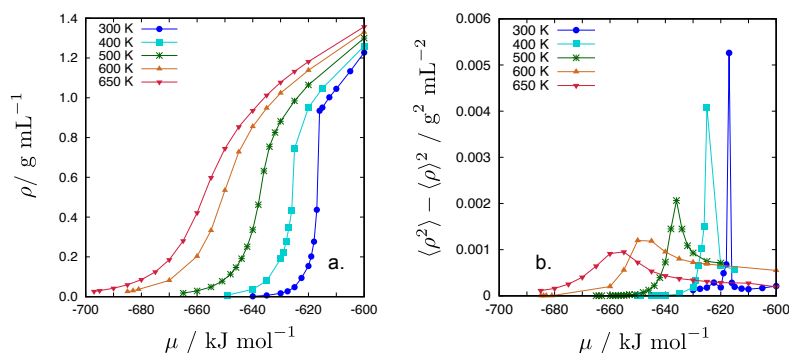 300 K
400 K
500 K
600 K
650 K
1.4
1.2
1.0
0.8
0.6
0.4
0.2
0.0
ρ/ g mL⁻¹
a.
-700 -680 -660 -640 -620 -600
μ / kJ mol⁻¹
300 K
400 K
500 K
600 K
650 K
0.006
0.005
0.004
0.003
0.002
0.001
0
⟨ρ²⟩ − ⟨ρ⟩² / g² mL⁻²
b.
-700 -680 -660 -640 -620 -600
μ / kJ mol⁻¹